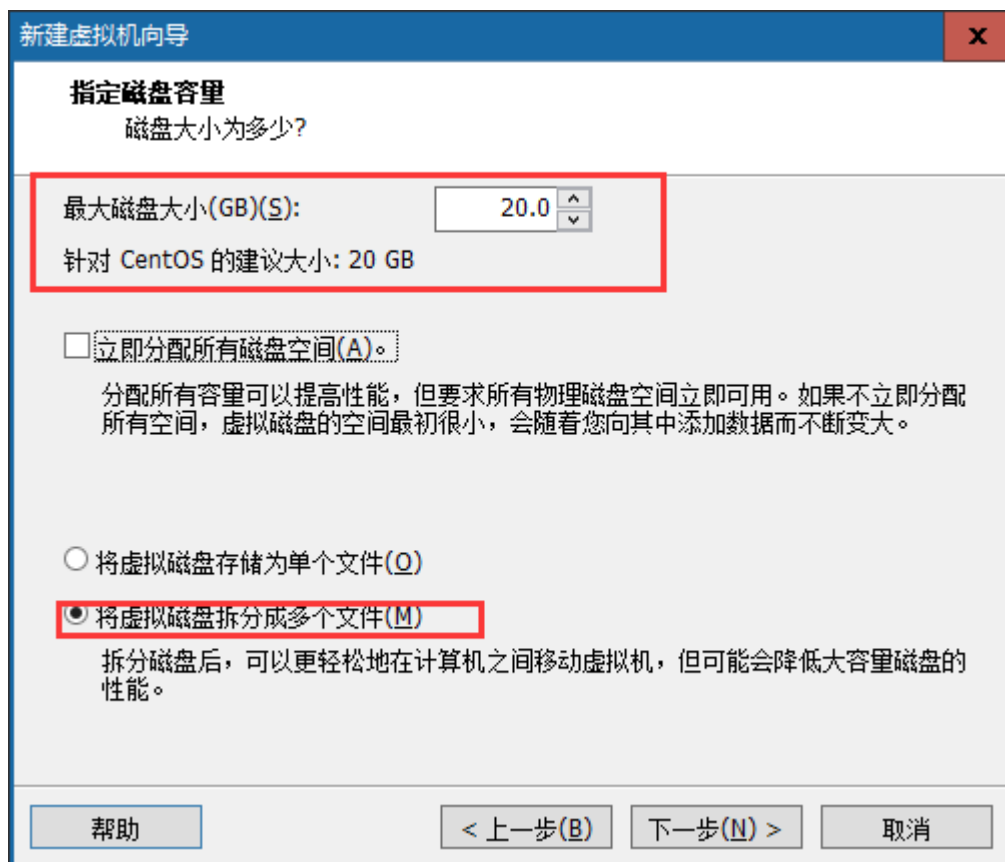 新建虚拟机向导
x
指定磁盘容量
磁盘大小为多少?
最大磁盘大小(GB)(S):
20.0
针对 CentOS 的建议大小: 20 GB
立即分配所有磁盘空间(A)。
分配所有容量可以提高性能，但要求所有物理磁盘空间立即可用。如果不立即分配
所有空间，虚拟磁盘的空间最初很小，会随着您向其中添加数据而不断变大。
将虚拟磁盘存储为单个文件(O)
将虚拟磁盘拆分成多个文件(M)
拆分磁盘后，可以更轻松地在计算机之间移动虚拟机，但可能会降低大容量磁盘的
性能。
帮助
< 上一步(B)
下一步(N) >
取消